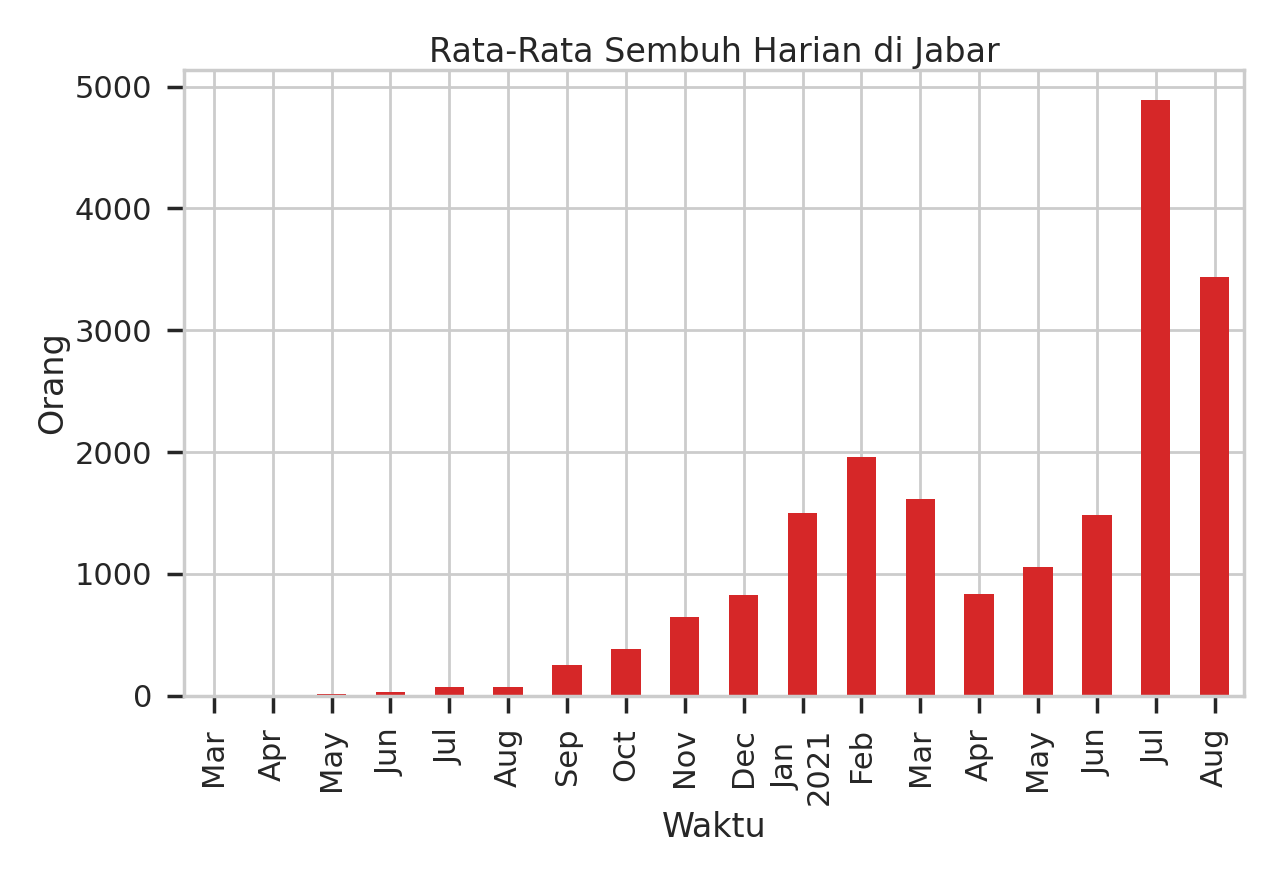 Rata-Rata Sembuh Harian di Jabar
Orang
5000
4000
3000
2000
1000
0
Mar
Apr
May
Jun
Jul
Aug
Sep
Oct
Nov
Dec
Jan
2021
Feb
Mar
Apr
May
Jun
Jul
Aug
Waktu